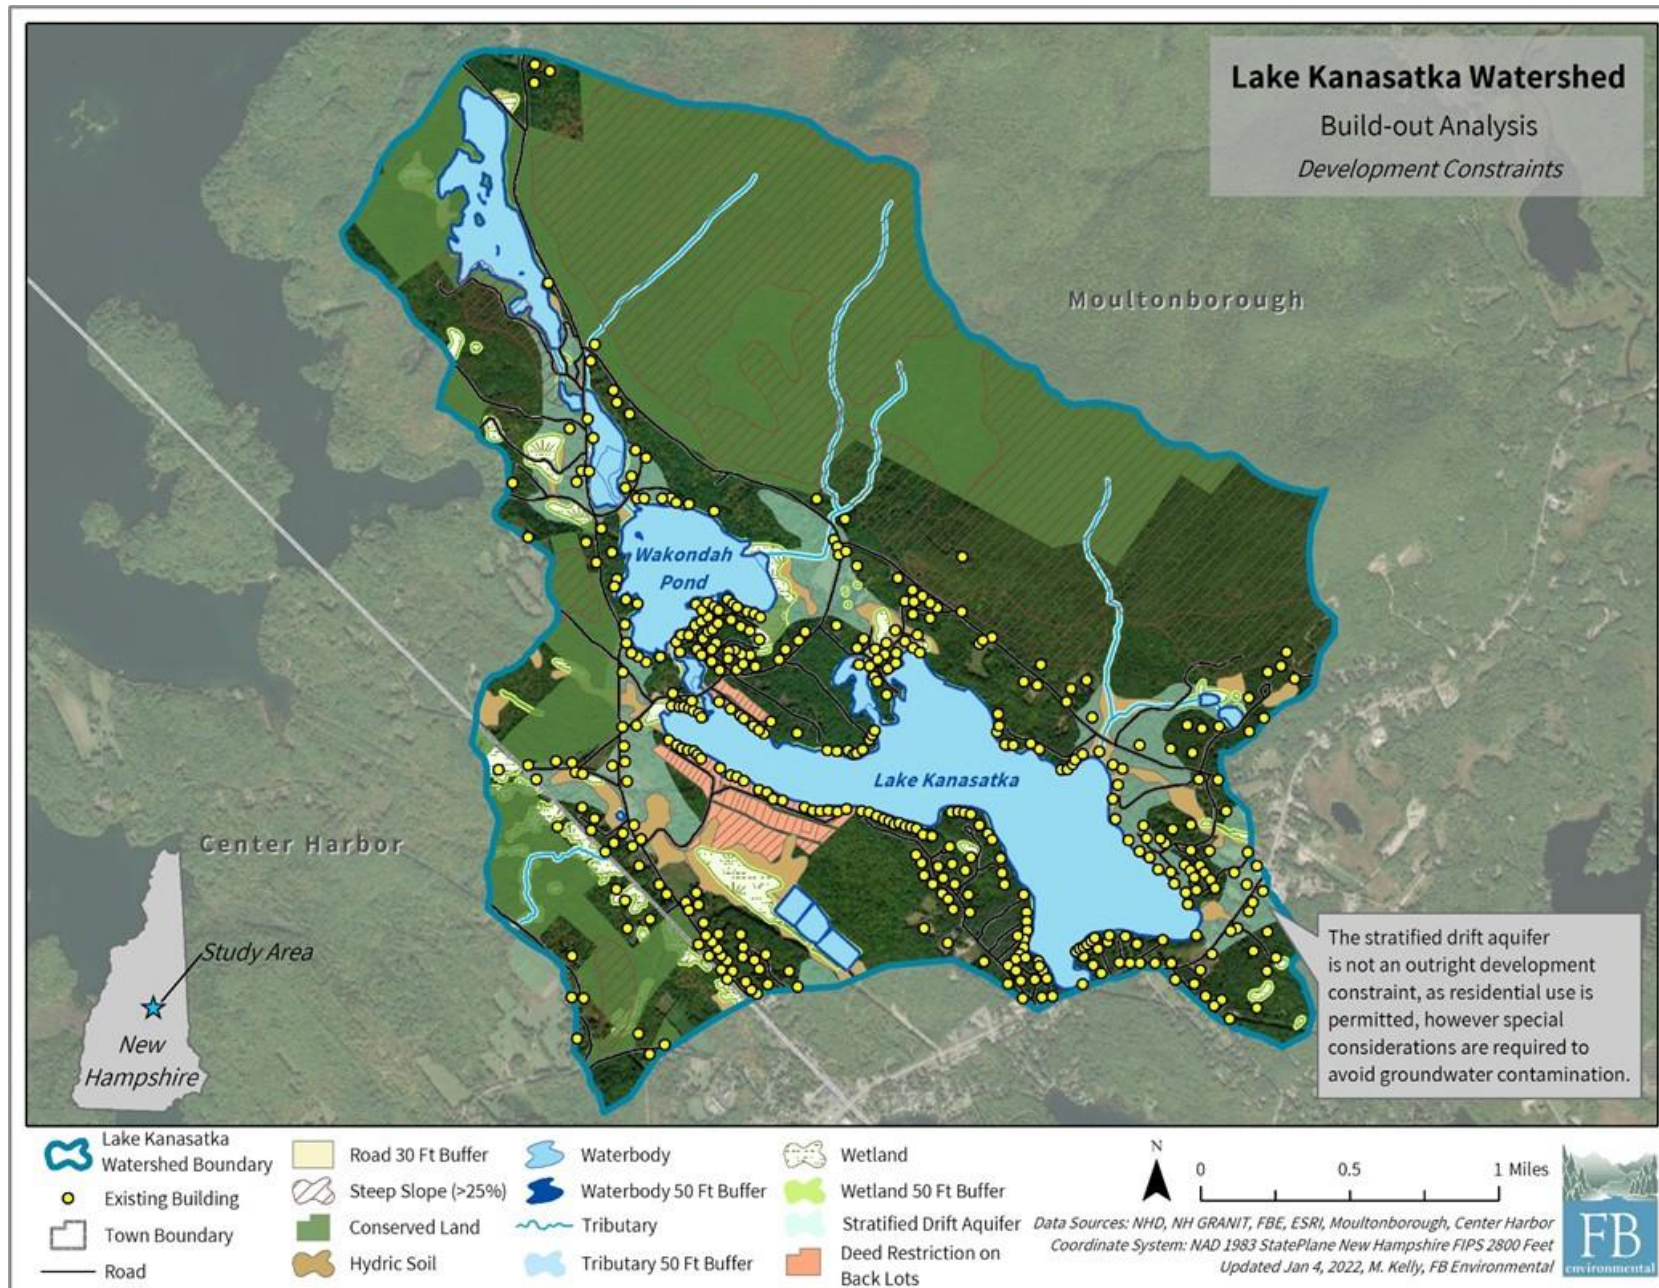 Lake Kanasatka Watershed
Build-out Analysis
Development Constraints
Moultonborough
Wakondah
Pond
Lake Kanasatka
Center Harbor
Study Area
New
Hampshire
The stratified drift aquifer
is not an outright development
constraint, as residential use is
permitted, however special
considerations are required to
avoid groundwater contamination.
Lake Kanasatka
Watershed Boundary
Existing Building
Town Boundary
Road
Road 30 Ft Buffer
Steep Slope (>25%)
Conserved Land
Hydric Soil
Waterbody
Waterbody 50 Ft Buffer
Tributary
Tributary 50 Ft Buffer
Wetland
Wetland 50 Ft Buffer
Stratified Drift Aquifer
Deed Restriction on
Back Lots
N
0 0.5 1 Miles
Data Sources: NHD, NH GRANIT, FBE, ESRI, Moultonborough, Center Harbor
Coordinate System: NAD 1983 StatePlane New Hampshire FIPS 2800 Feet
Updated Jan 4, 2022, M. Kelly, FB Environmental
FB
environmental